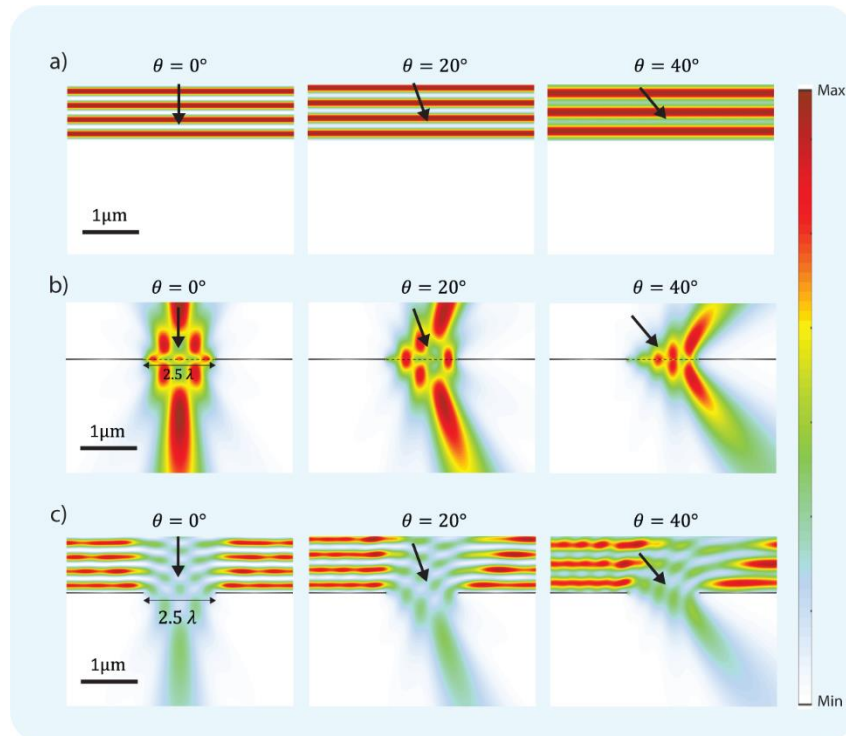 a)
θ = 0°
θ = 20°
θ = 40°
Max
1μm
b)
θ = 0°
θ = 20°
θ = 40°
2.5 λ
1μm
c)
θ = 0°
θ = 20°
θ = 40°
2.5 λ
1μm
Min